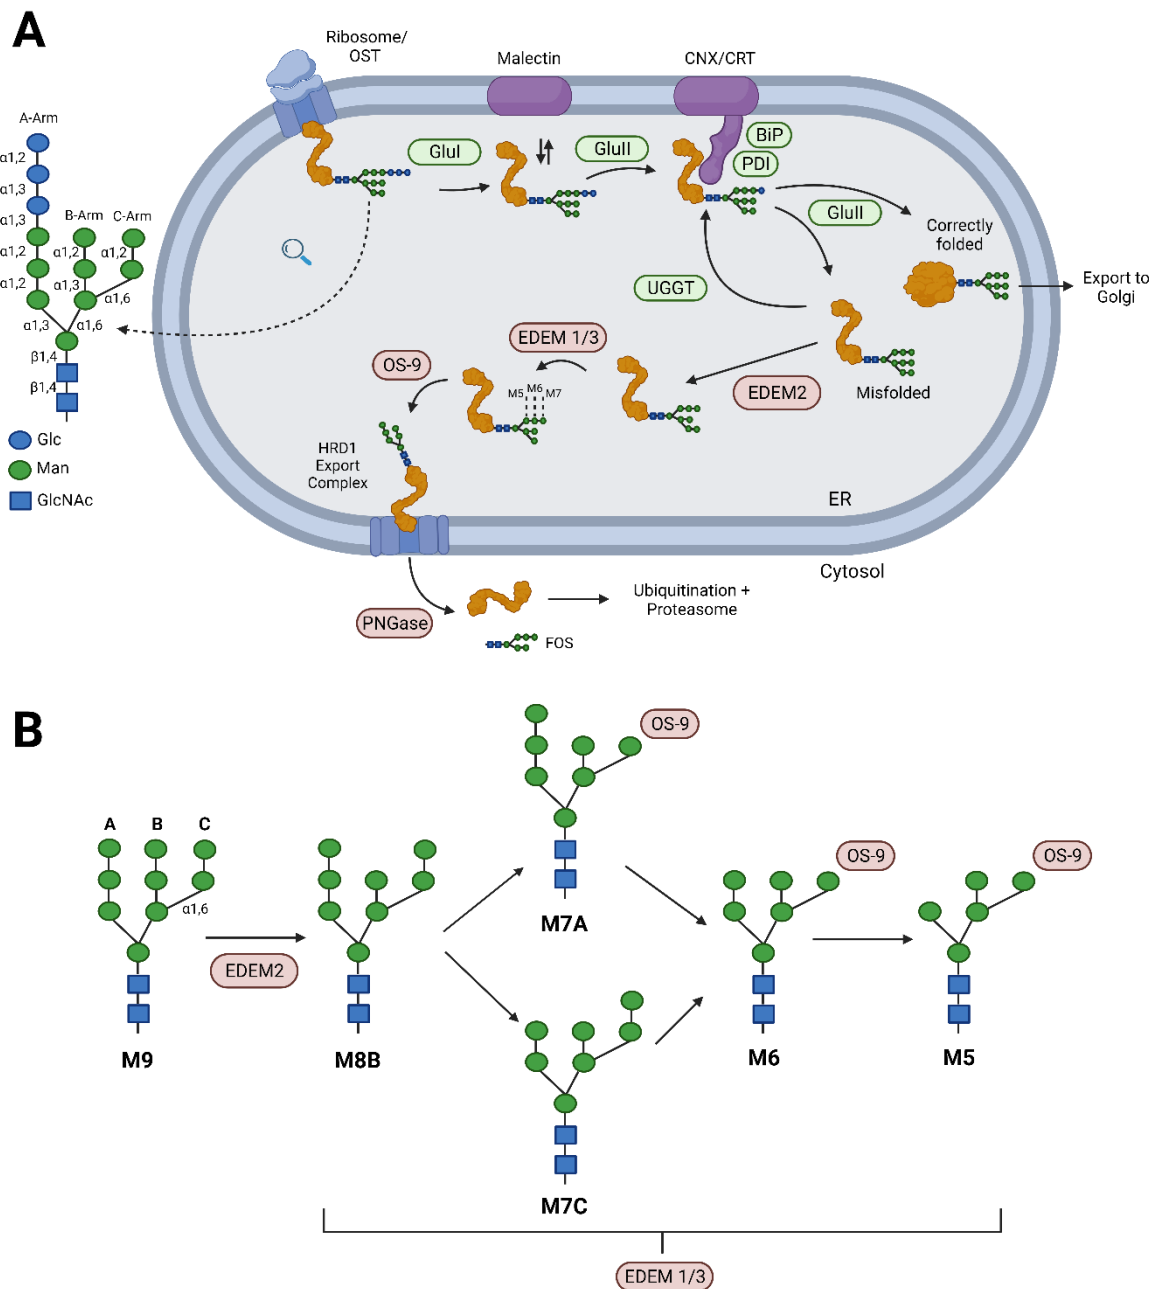 A
Ribosome/
OST
Malectin
CNX/CRT
A-Arm
α1,2
α1,3
α1,3
B-Arm
C-Arm
α1,2
α1,2
α1,2
α1,2
α1,3
α1,6
α1,3
α1,6
β1,4
β1,4
Glc
Man
GlcNAc
GluI
GluII
BiP
PDI
GluII
Correctly
folded
Export to
Golgi
UGGT
EDEM 1/3
OS-9
M5
M6
M7
EDEM2
Misfolded
HRD1
Export
Complex
ER
Cytosol
PNGase
Ubiquitination +
Proteasome
FOS
B
OS-9
A
B
C
α1,6
EDEM2
M9
M8B
M7A
M7C
OS-9
M6
OS-9
M5
EDEM 1/3